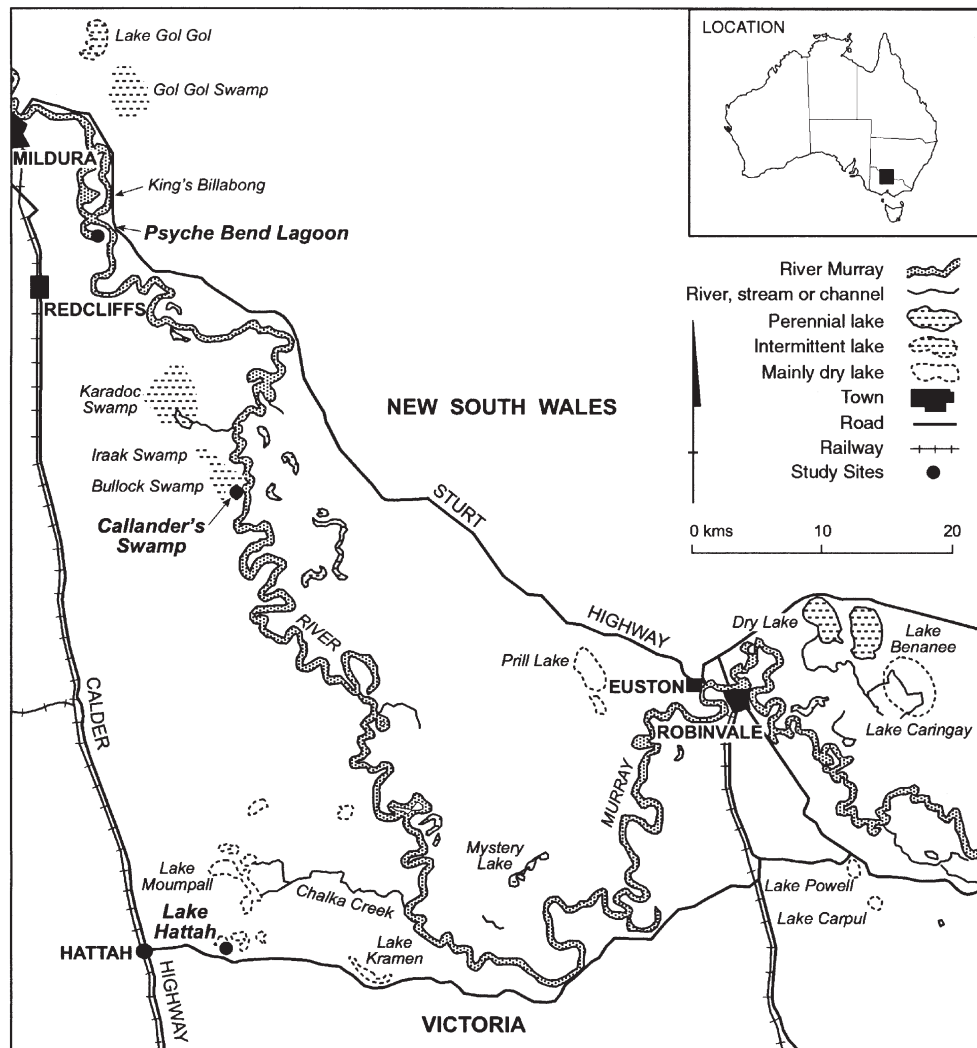 Lake Gol Gol
Gol Gol Swamp
MILDURA
King's Billabong
Psyche Bend Lagoon
REDCLIFFS
Karadoc
Swamp
Iraak Swamp
Bullock Swamp
Callander's
Swamp
NEW SOUTH WALES
STURT
HIGHWAY
RIVER
MURRAY
CALDER
HIGHWAY
Prill Lake
EUSTON
ROBINVALE
Dry Lake
Lake
Benanee
Lake Caringay
Mystery
Lake
Lake
Moumpall
Chalka Creek
Lake
Hattah
HATTAH
Lake
Kramen
Lake Powell
Lake Carpul
VICTORIA
LOCATION
River Murray
River, stream or channel
Perennial lake
Intermittent lake
Mainly dry lake
Town
Road
Railway
Study Sites
0 kms 10 20